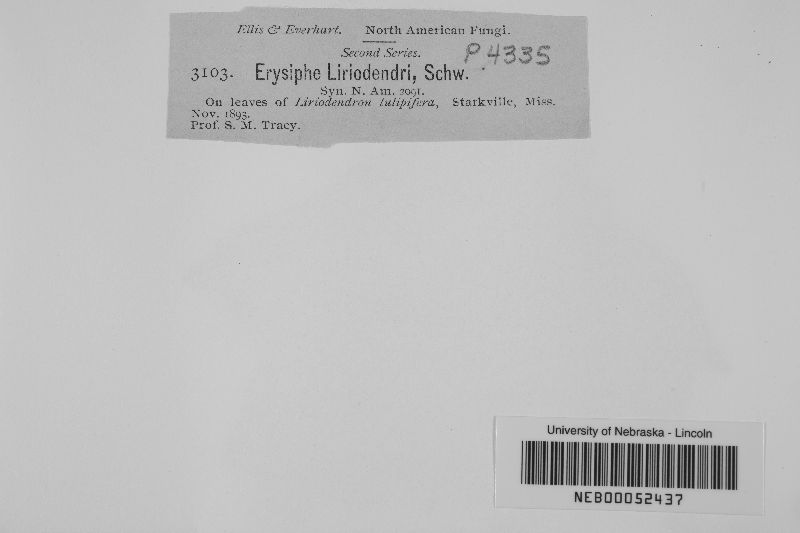 Ellis & Everhart. North American Fungi.
Second Series.
P 4335
3103. Erysiphe Liriodendri, Schw.
Syn. N. Am. 2091.
On leaves of Liriodendron tulipifera, Starkville, Miss.
Nov. 1893.
Prof. S. M. Tracy.
University of Nebraska - Lincoln
NEB00052437